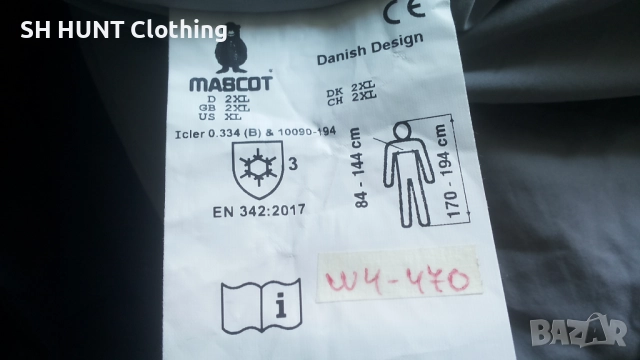 SH HUNT Clothing
CE
Danish Design
MASCOT®
D 2XL
GB 2XL
US XL
DK 2XL
CH 2XL
Icler 0.334 (B) & 10090-194
3
EN 342:2017
84 - 144 cm
170 - 194 cm
i
W4-470
BAZAR